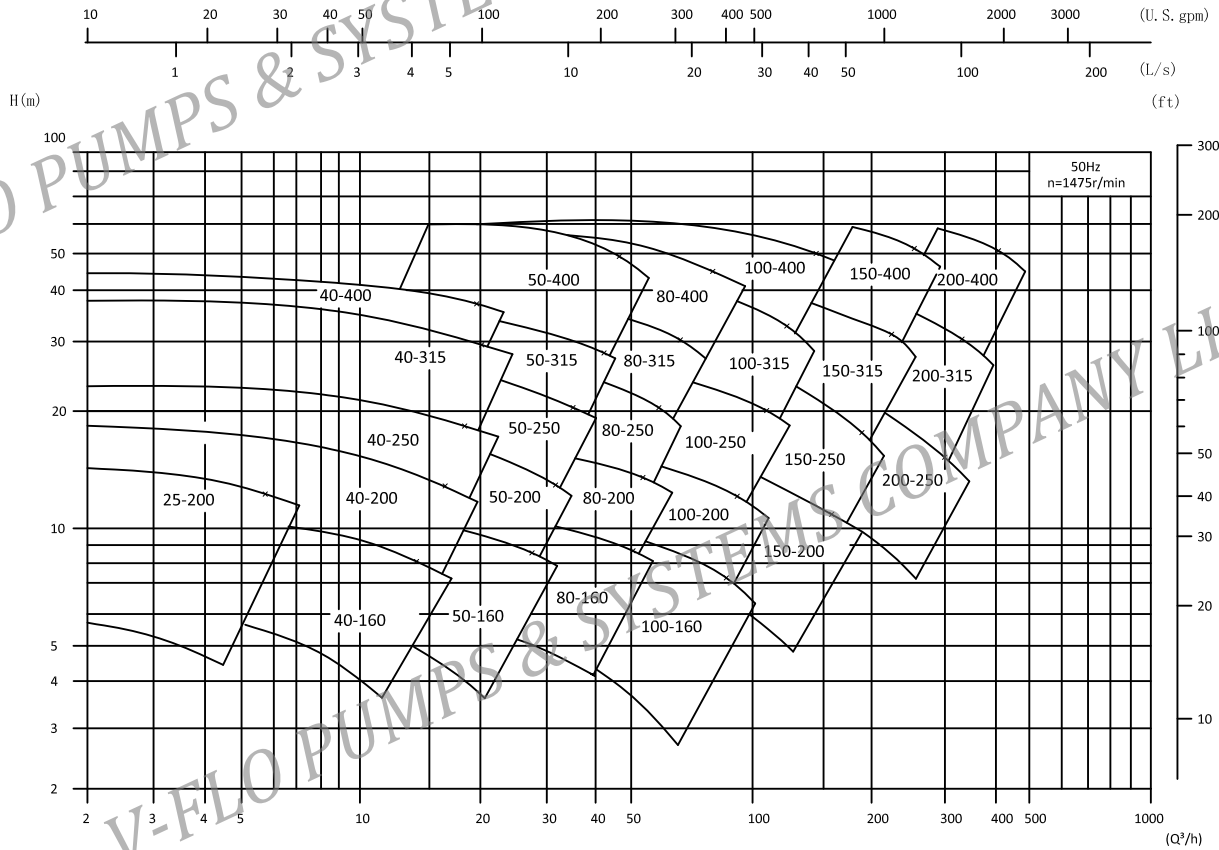 10 20 30 40 50 100 200 300 400 500 1000 2000 3000 (U.S.gpm)
1 2 3 4 5 10 20 30 40 50 100 200 (L/s)
H(m) (ft)
100 300
50Hz
n=1475r/min
200
50 50-400 100-400 150-400 200-400
40 40-400 80-400
100
30 40-315 50-315 80-315 100-315 150-315 200-315
20
40-250 50-250 80-250 100-250 150-250 50
25-200 40-200 50-200 80-200 100-200 200-250 40
10 150-200 30
80-160 20
40-160 50-160 100-160
5
4
3 10
2
2 3 4 5 10 20 30 40 50 100 200 300 400 500 1000
(Q³/h)
O PUMPS & SYSTE
V-FLO PUMPS & SYSTEMS COMPANY LI